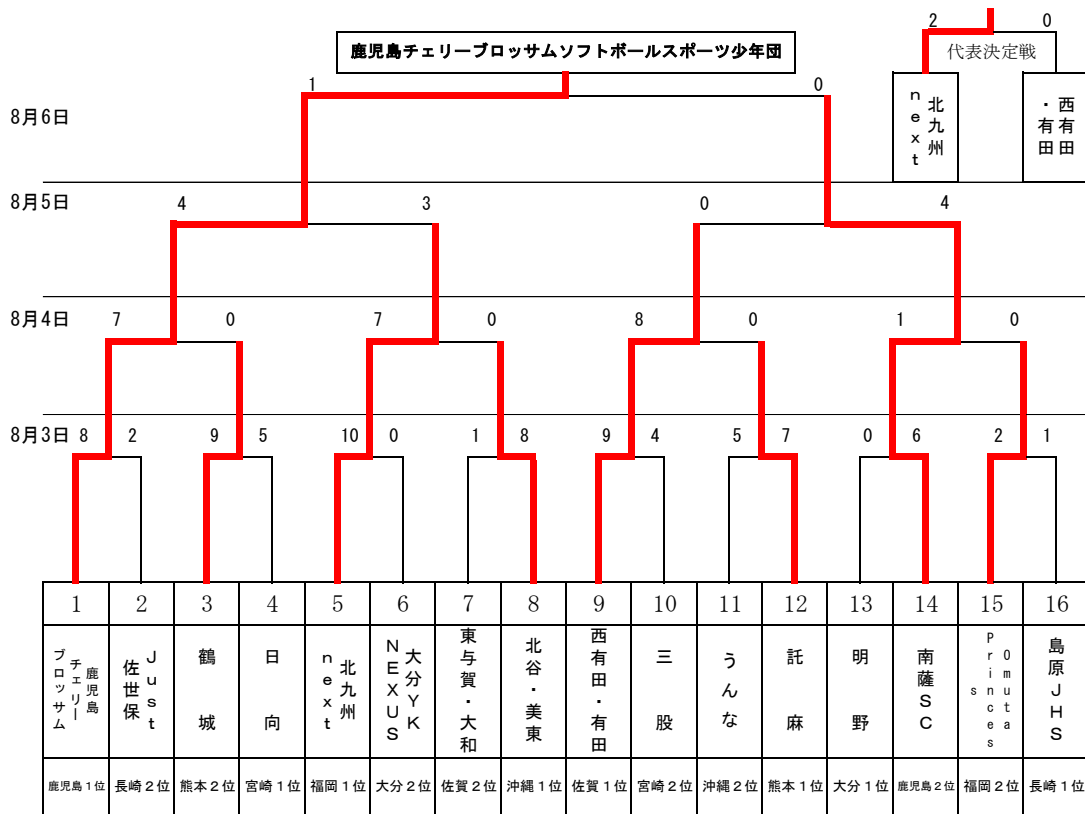 2 0
鹿児島チェリーブロッサムソフトボールスポーツ少年団
代表決定戦
北九州next
西有田・有田
1 0
8月6日
8月5日
4 3 0 4
8月4日
7 0 7 0 8 0 1 0
8月3日
8 2 9 5 10 0 1 8 9 4 5 7 0 6 2 1
1 2 3 4 5 6 7 8 9 10 11 12 13 14 15 16
鹿児島チェリーブロッサム
佐世保Just
鶴城
日向
北九州next
大分YKNEXUS
東与賀・大和
北谷・美東
西有田・有田
三股
うんな
託麻
明野
南薩SC
Omutas Princess
島原JHS
鹿児島1位 長崎2位 熊本2位 宮崎1位 福岡1位 大分2位 佐賀2位 沖縄1位 佐賀1位 宮崎2位 沖縄2位 熊本1位 大分1位 鹿児島2位 福岡2位 長崎1位